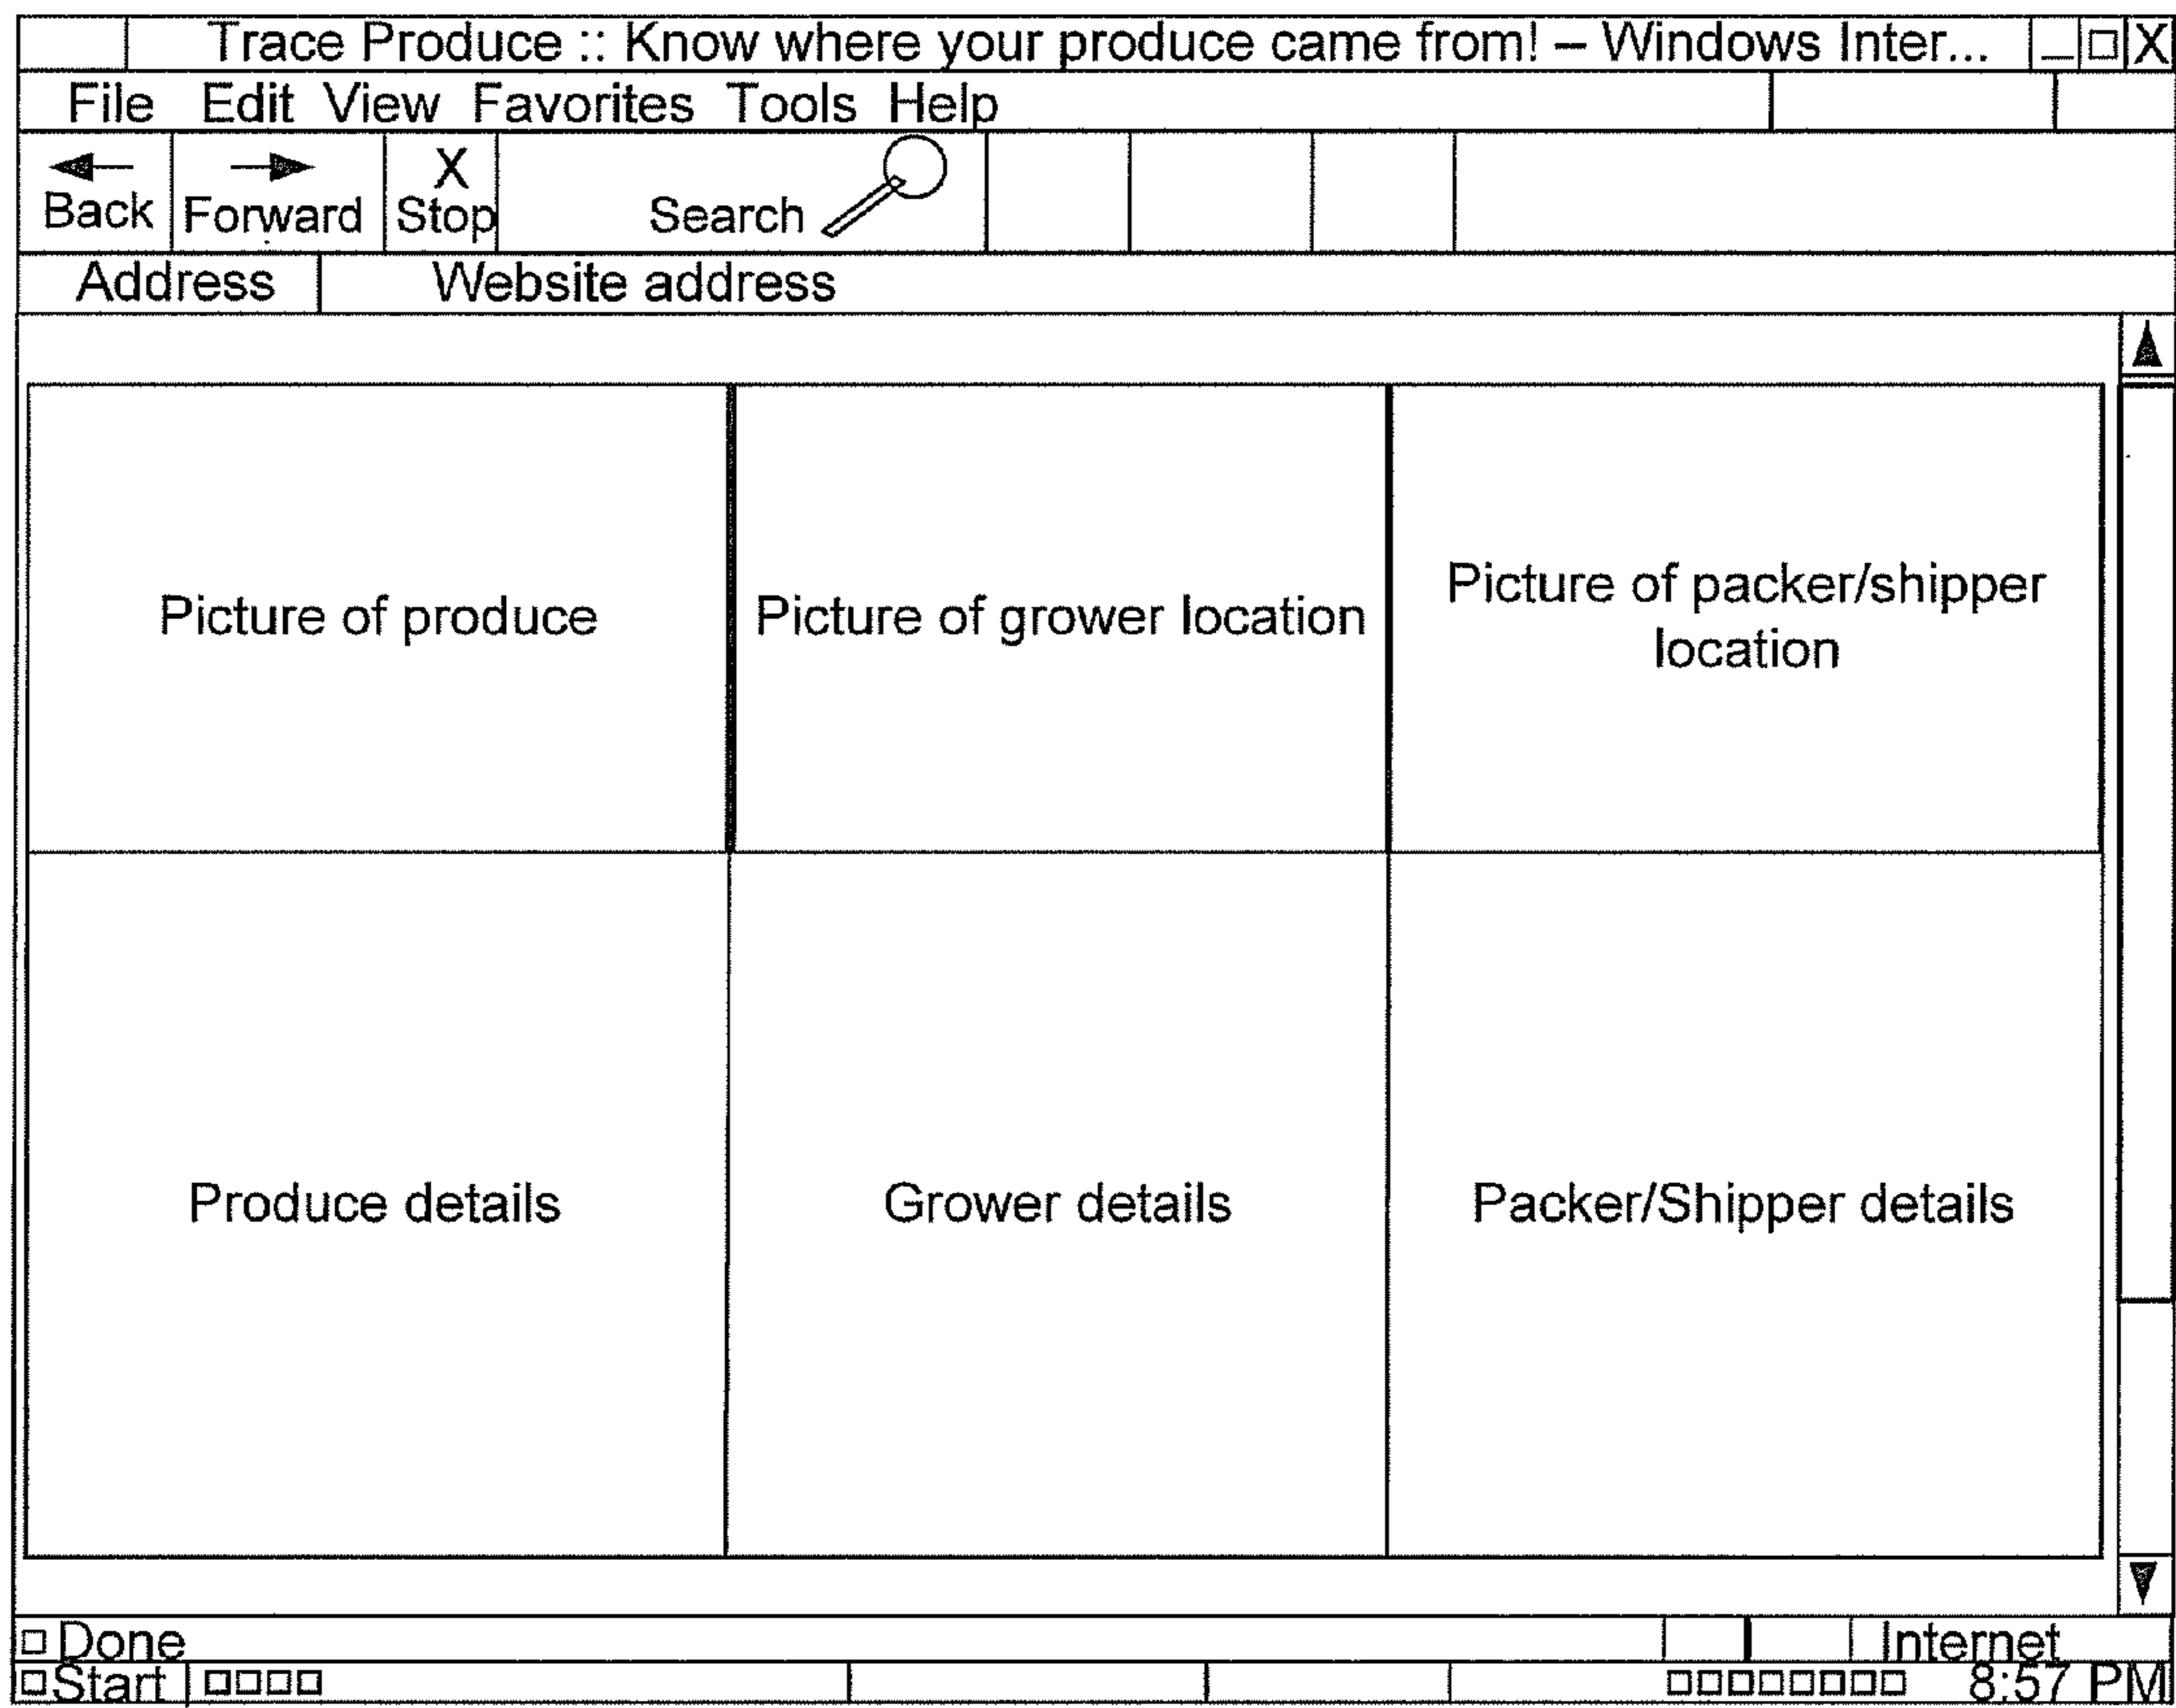 Trace Produce :: Know where your produce came from! – Windows Inter... _ □ X
File Edit View Favorites Tools Help
X
Back Forward Stop Search
Address Website address
Picture of produce
Picture of grower location
Picture of packer/shipper
location
Produce details
Grower details
Packer/Shipper details
Done Internet
Start 8:57 PM